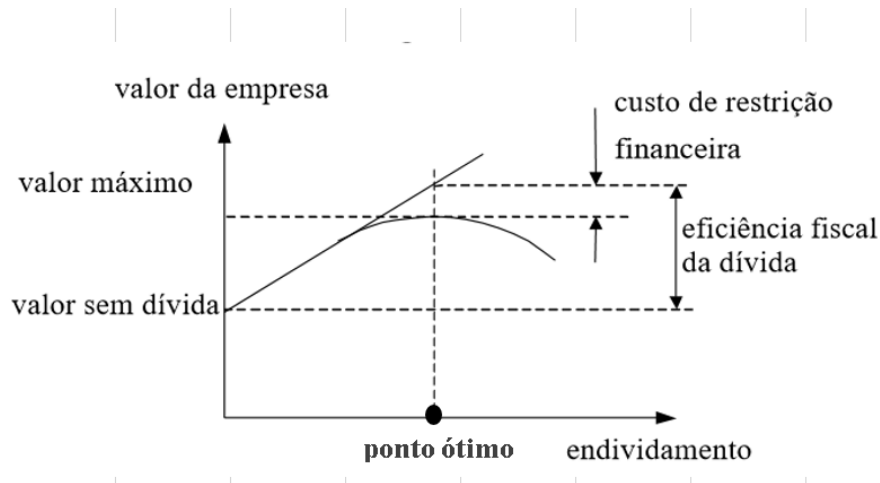 valor da empresa
custo de restrição
financeira
valor máximo
eficiência fiscal
da dívida
valor sem dívida
ponto ótimo
endividamento